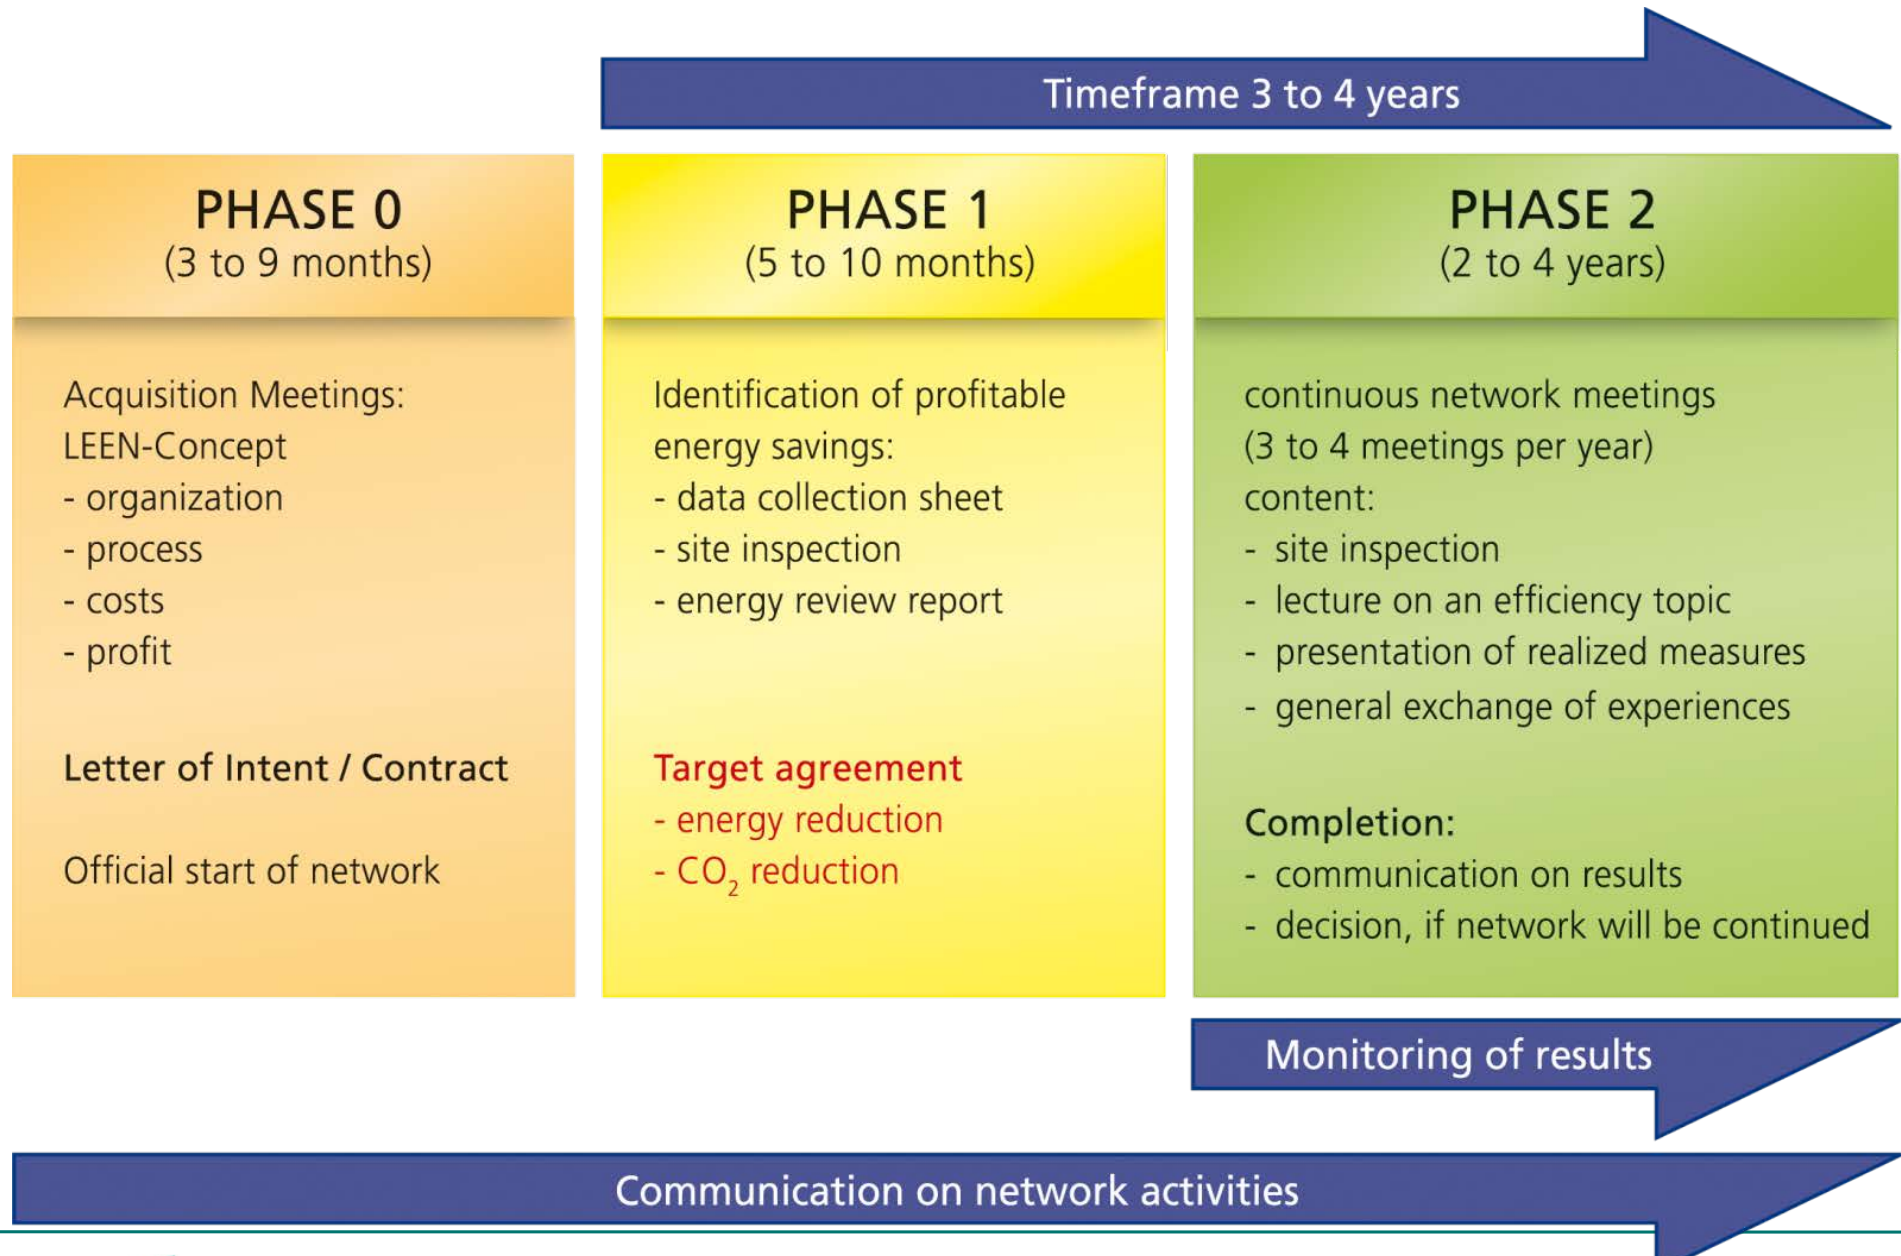 Timeframe 3 to 4 years
PHASE 0
(3 to 9 months)
Acquisition Meetings:
LEEN-Concept
- organization
- process
- costs
- profit
Letter of Intent / Contract
Official start of network
PHASE 1
(5 to 10 months)
Identification of profitable
energy savings:
- data collection sheet
- site inspection
- energy review report
Target agreement
- energy reduction
- CO₂ reduction
PHASE 2
(2 to 4 years)
continuous network meetings
(3 to 4 meetings per year)
content:
- site inspection
- lecture on an efficiency topic
- presentation of realized measures
- general exchange of experiences
Completion:
- communication on results
- decision, if network will be continued
Monitoring of results
Communication on network activities